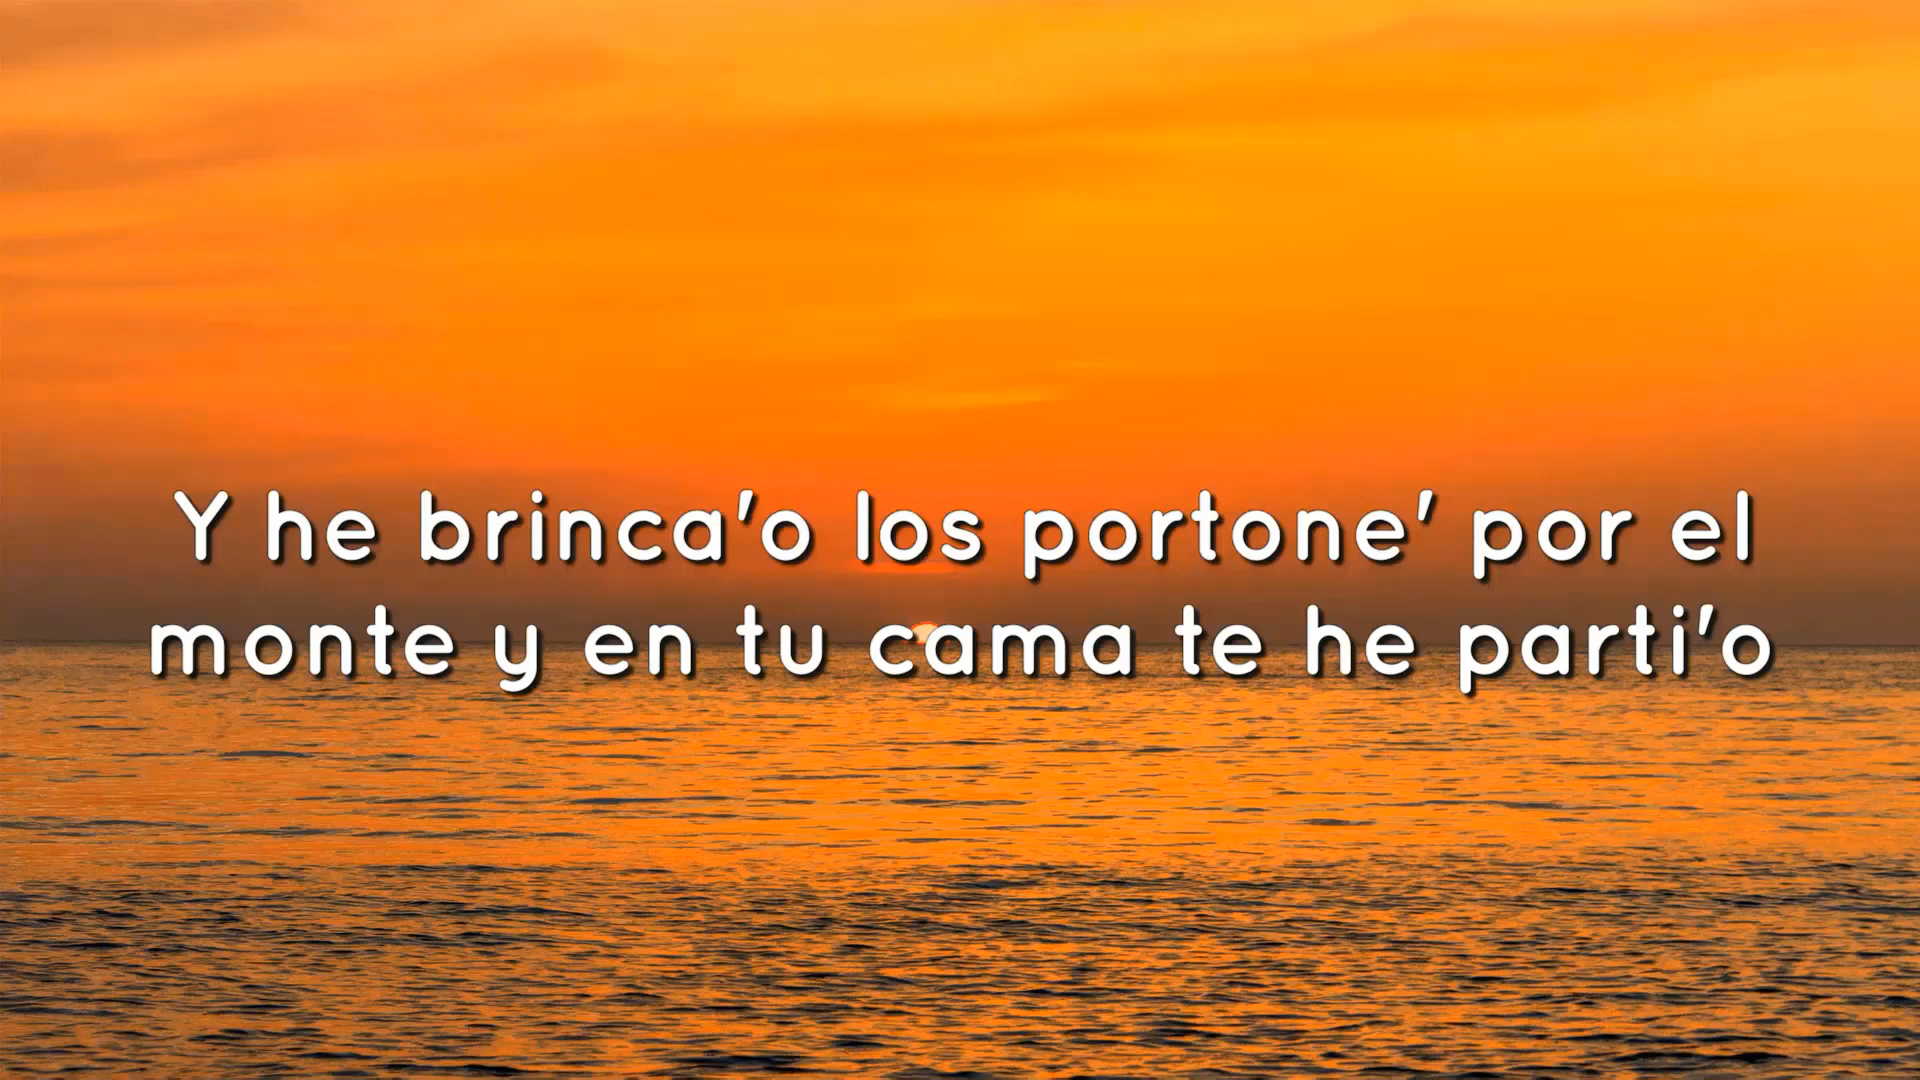 Y he brinca'o los portone' por el
monte y en tu cama te he parti'o